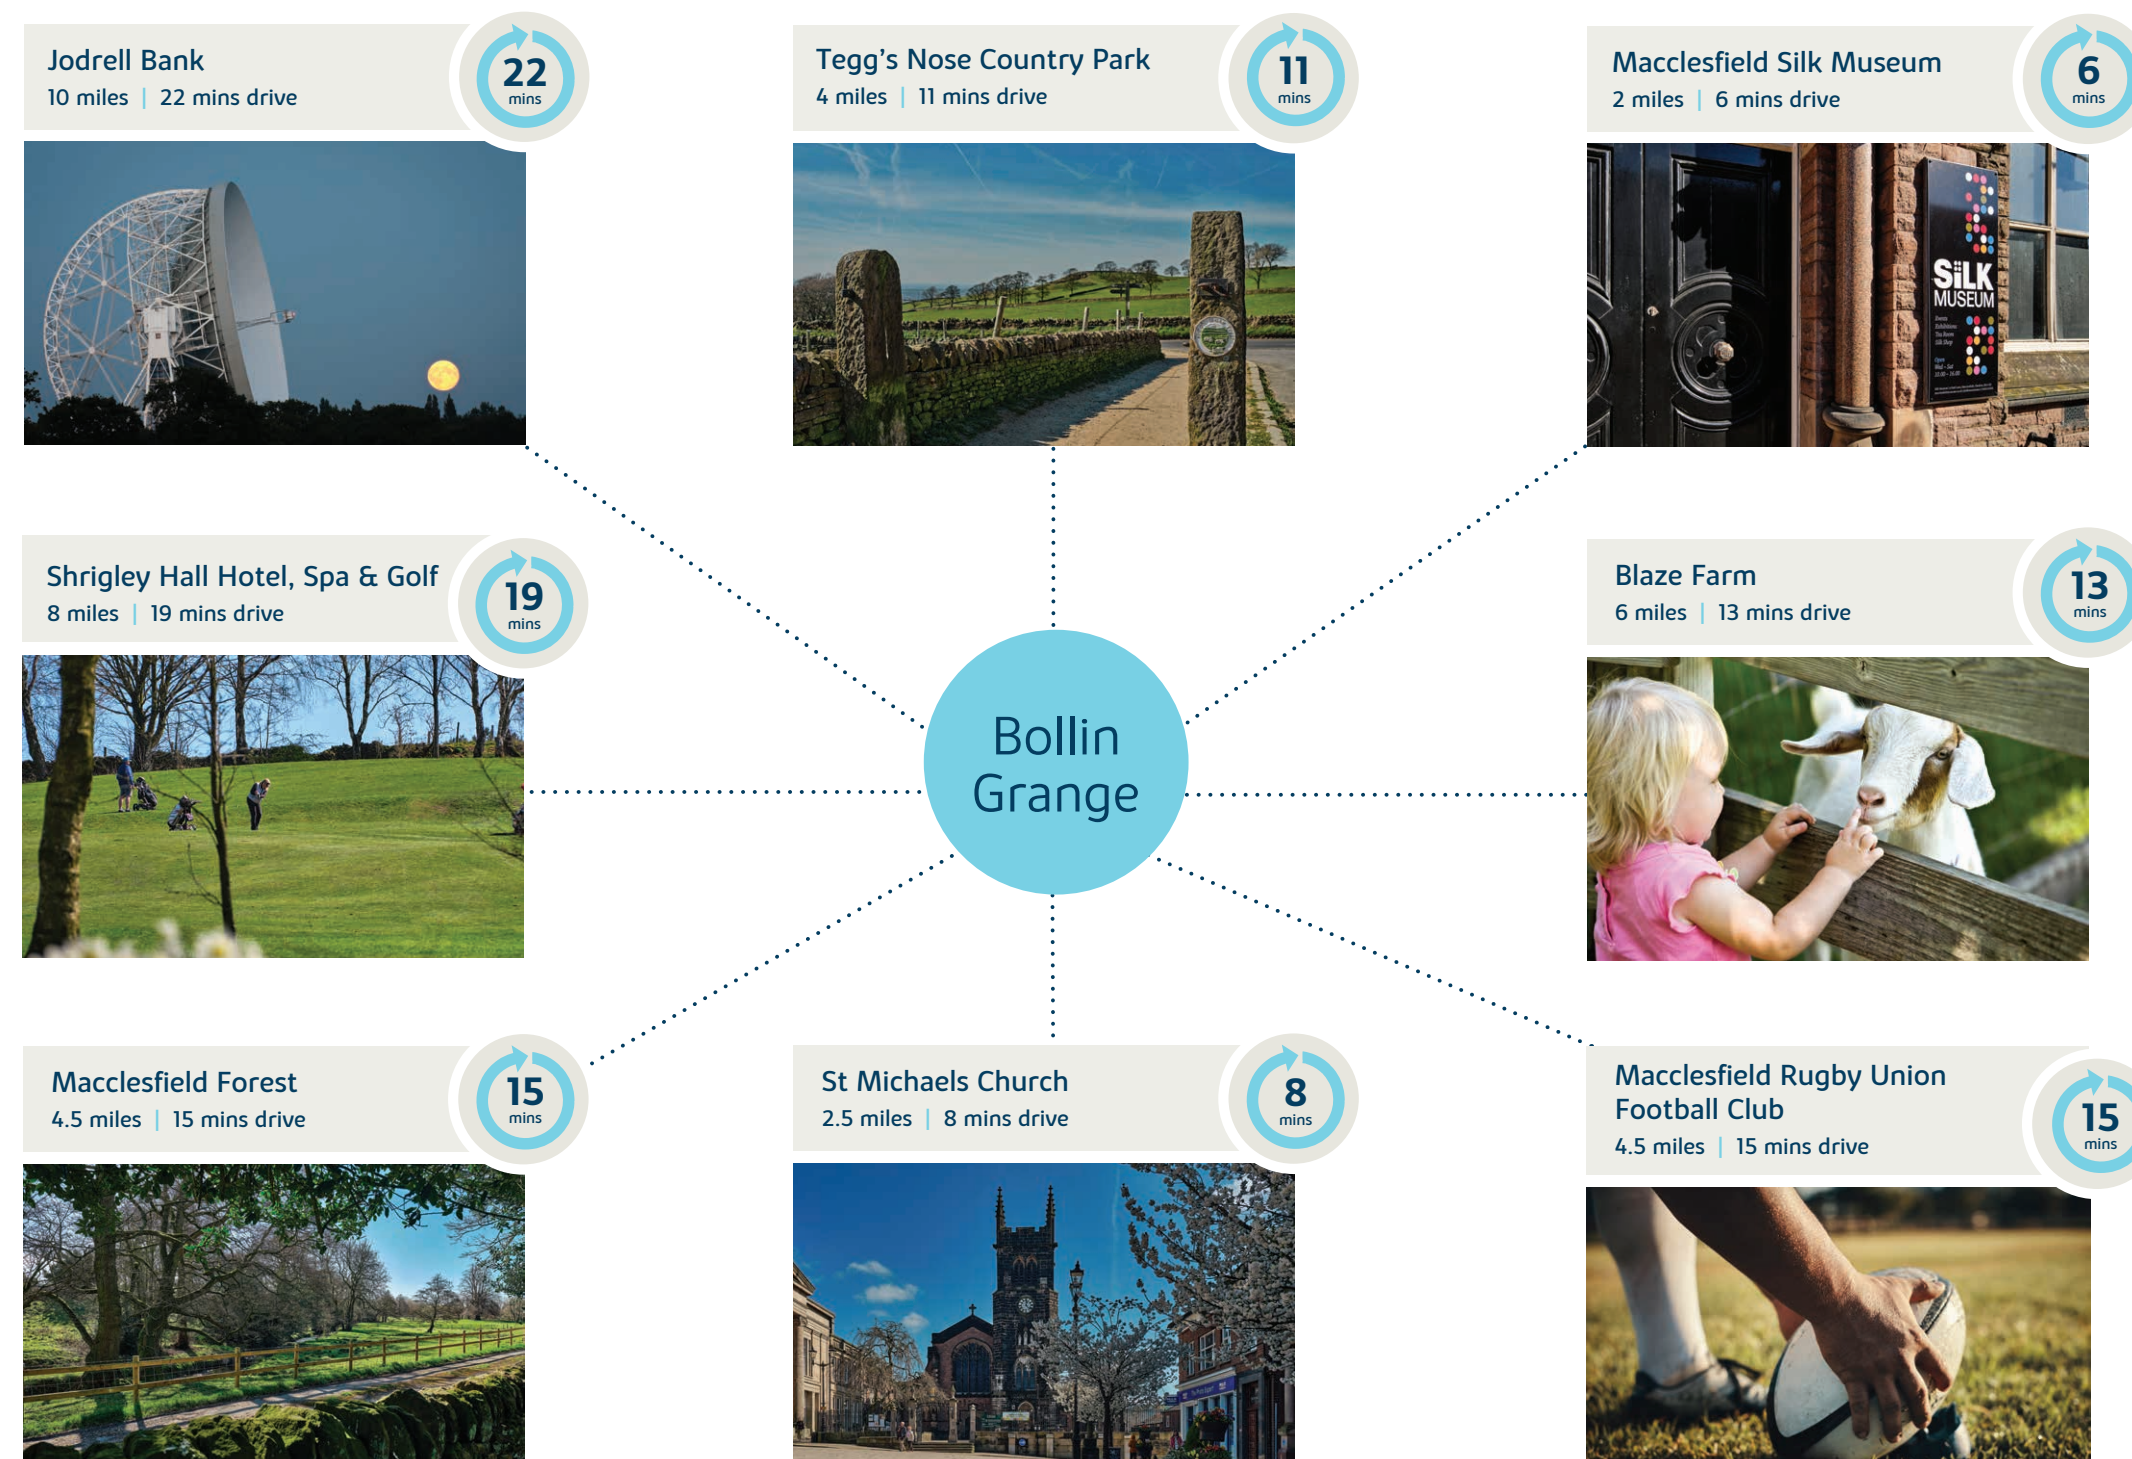 Jodrell Bank
10 miles | 22 mins drive
22
mins
Tegg's Nose Country Park
4 miles | 11 mins drive
11
mins
Macclesfield Silk Museum
2 miles | 6 mins drive
6
mins
SiLK
MUSEUM
Shrigley Hall Hotel, Spa & Golf
8 miles | 19 mins drive
19
mins
Bollin
Grange
Blaze Farm
6 miles | 13 mins drive
13
mins
Macclesfield Forest
4.5 miles | 15 mins drive
15
mins
St Michaels Church
2.5 miles | 8 mins drive
8
mins
Macclesfield Rugby Union
Football Club
4.5 miles | 15 mins drive
15
mins